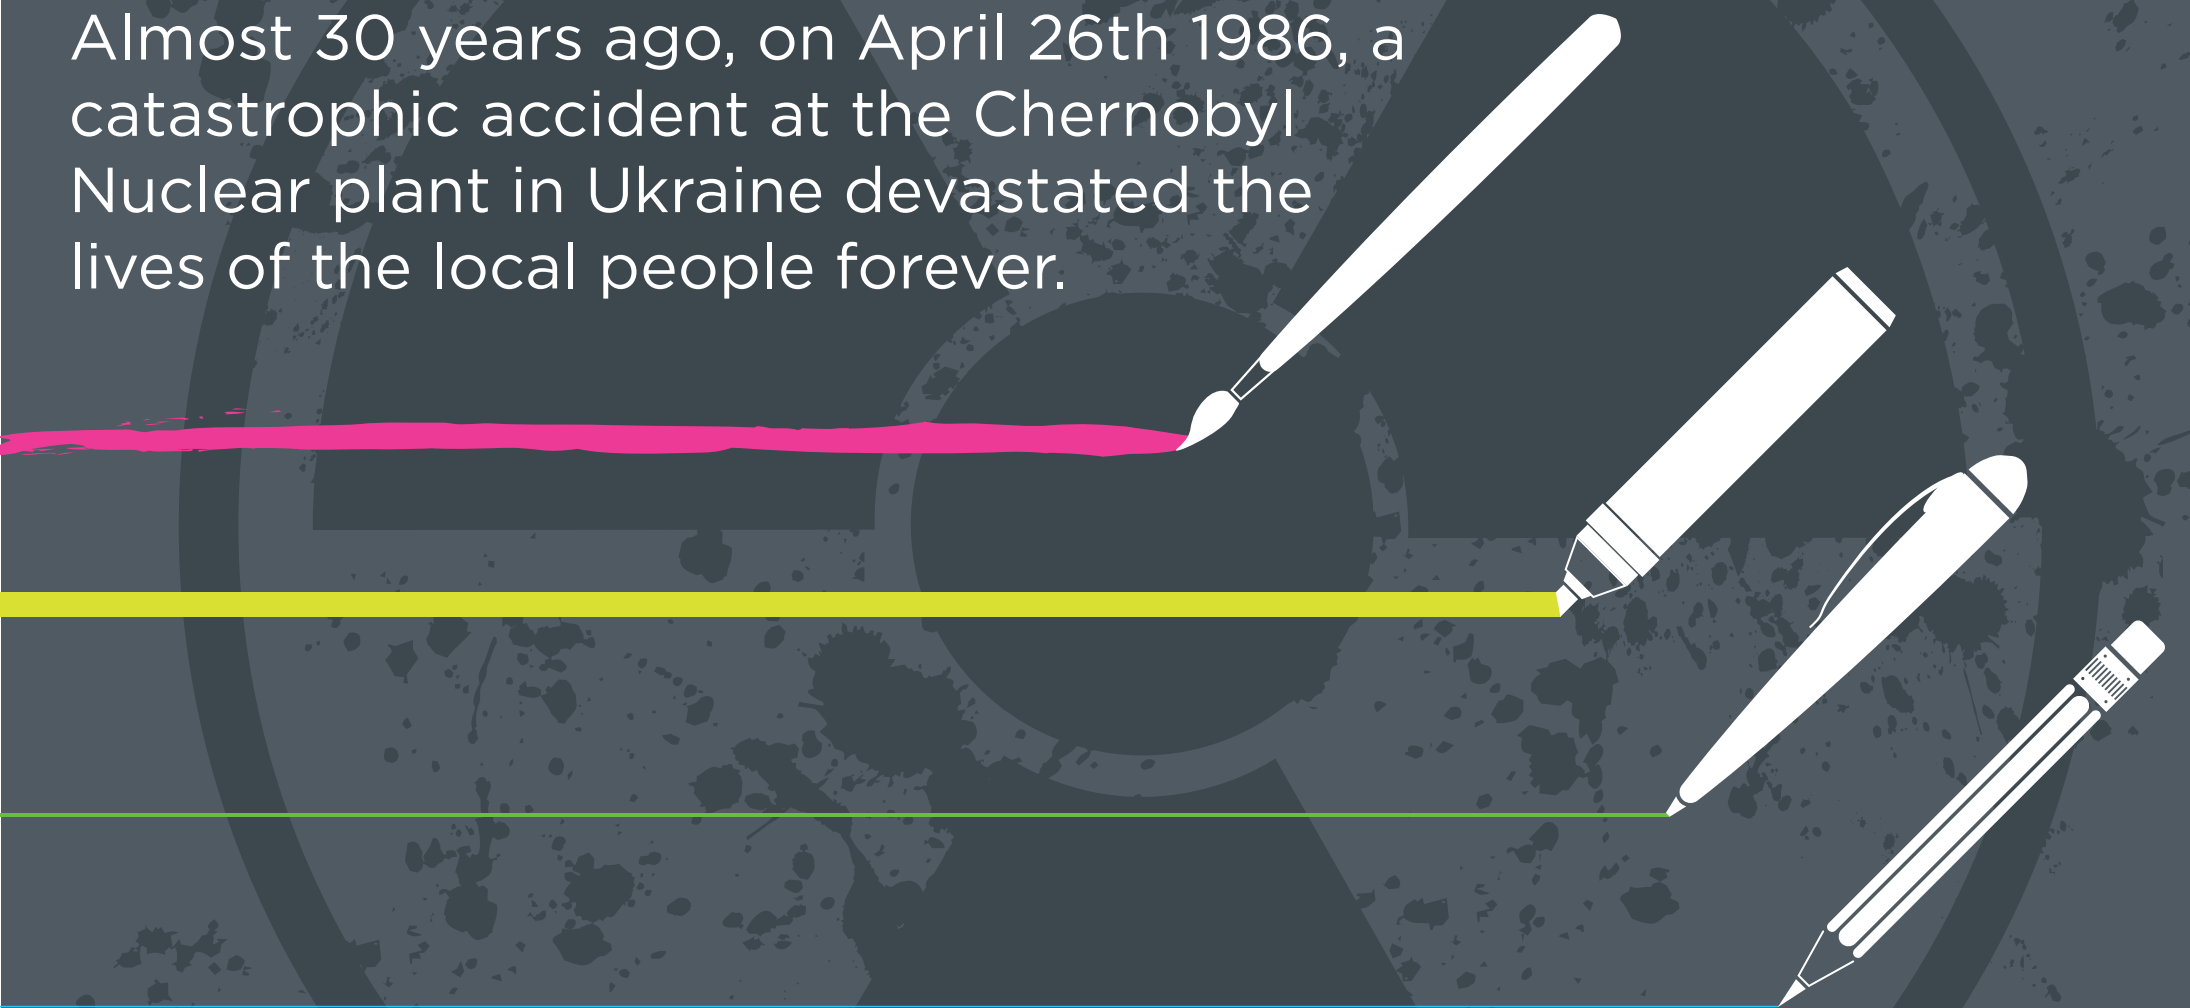 Almost 30 years ago, on April 26th 1986, a
catastrophic accident at the Chernobyl
Nuclear plant in Ukraine devastated the
lives of the local people forever.